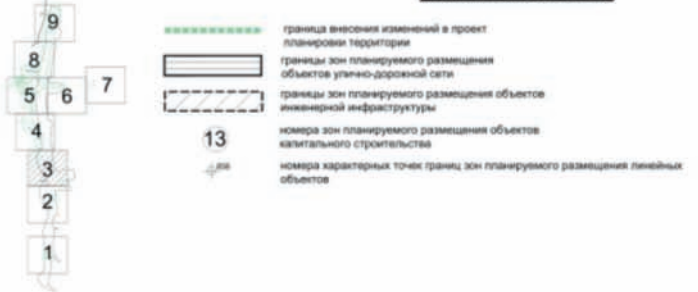 9
8
5 6 7
4
3
2
1
граница внесения изменений в проект
планировки территории
границы зон планируемого размещения
объектов улично-дорожной сети
границы зон планируемого размещения объектов
инженерной инфраструктуры
13
номера зон планируемого размещения объектов
капитального строительства
номера характерных точек границ зон планируемого размещения линейных
объектов